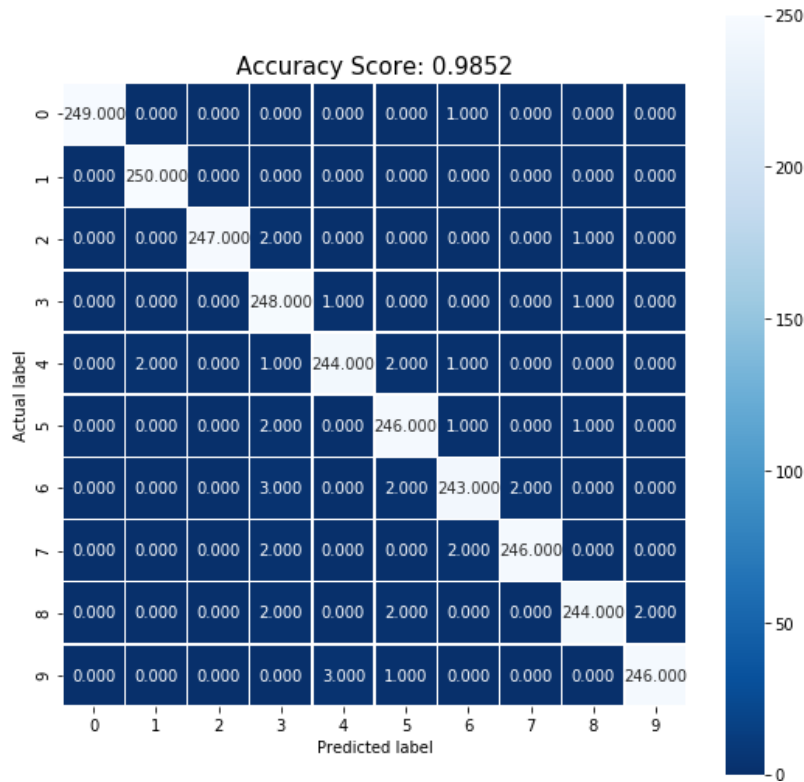 Accuracy Score: 0.9852
250
0 249.000 0.000 0.000 0.000 0.000 0.000 1.000 0.000 0.000 0.000
1 0.000 250.000 0.000 0.000 0.000 0.000 0.000 0.000 0.000 0.000
200
2 0.000 0.000 247.000 2.000 0.000 0.000 0.000 0.000 1.000 0.000
3 0.000 0.000 0.000 248.000 1.000 0.000 0.000 0.000 1.000 0.000
150
4 0.000 2.000 0.000 1.000 244.000 2.000 1.000 0.000 0.000 0.000
Actual label
5 0.000 0.000 0.000 2.000 0.000 246.000 1.000 0.000 1.000 0.000
100
6 0.000 0.000 0.000 3.000 0.000 2.000 243.000 2.000 0.000 0.000
7 0.000 0.000 0.000 2.000 0.000 0.000 2.000 246.000 0.000 0.000
50
8 0.000 0.000 0.000 2.000 0.000 2.000 0.000 0.000 244.000 2.000
9 0.000 0.000 0.000 0.000 3.000 1.000 0.000 0.000 0.000 246.000
0 1 2 3 4 5 6 7 8 9
Predicted label
0